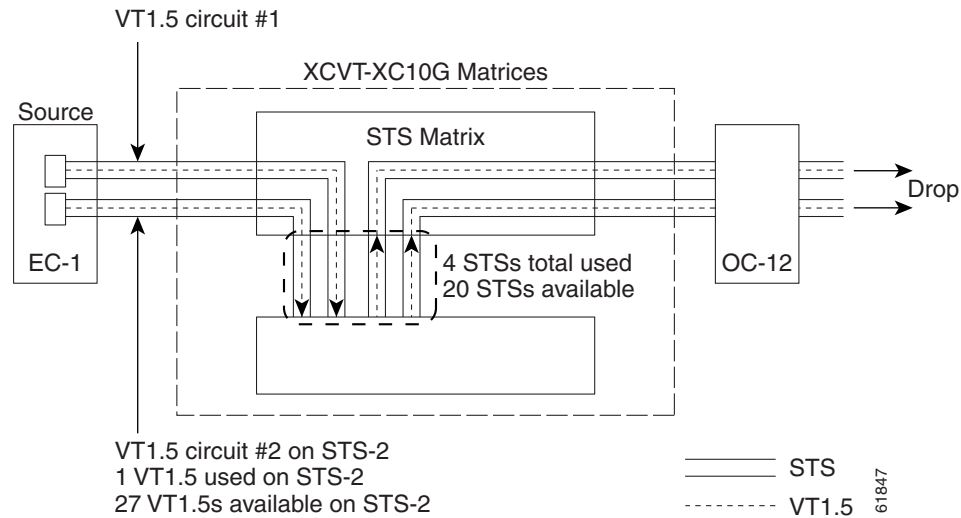 VT1.5 circuit #1
XCVT-XC10G Matrices
Source
STS Matrix
Drop
EC-1
OC-12
4 STSs total used
20 STSs available
VT1.5 circuit #2 on STS-2
1 VT1.5 used on STS-2
27 VT1.5s available on STS-2
STS
VT1.5
61847